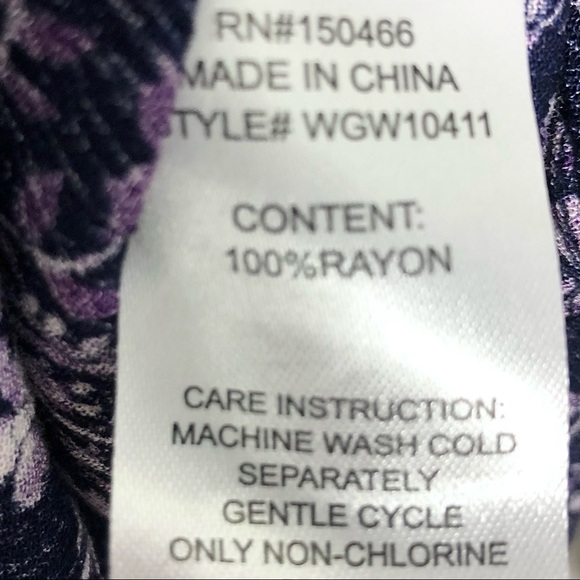 RN#150466
MADE IN CHINA
STYLE# WGW10411
CONTENT:
100%RAYON
CARE INSTRUCTION:
MACHINE WASH COLD
SEPARATELY
GENTLE CYCLE
ONLY NON-CHLORINE